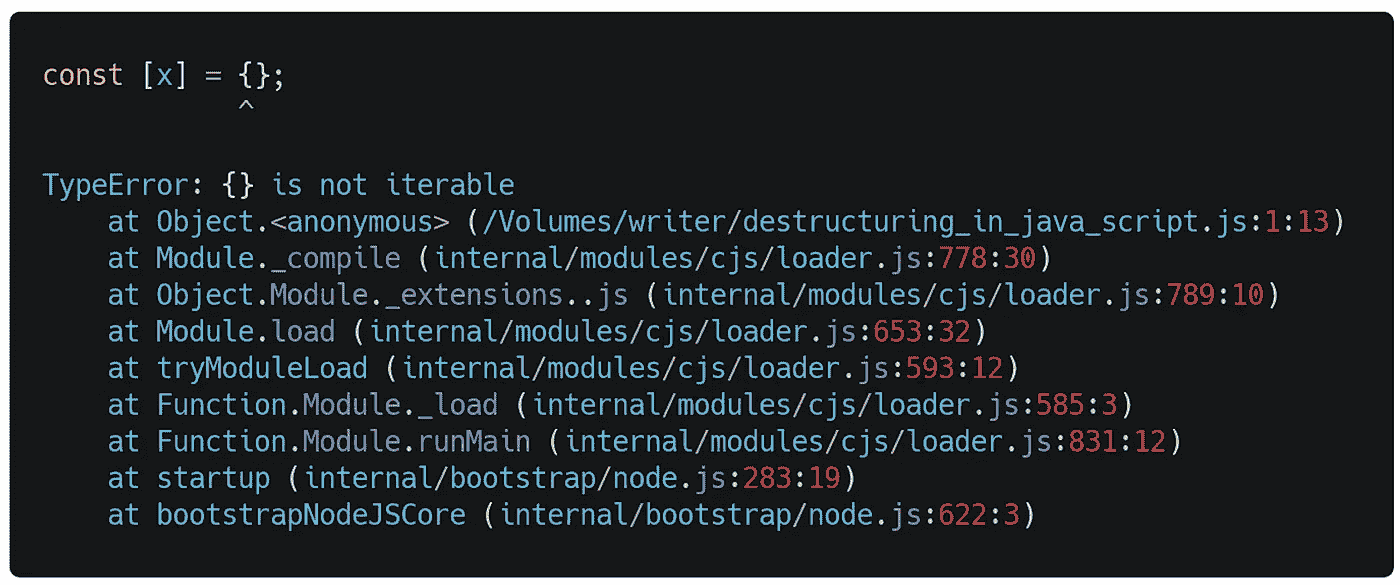 const [x] = {};
^
TypeError: {} is not iterable
at Object.<anonymous> (/Volumes/writer/destructuring_in_java_script.js:1:13)
at Module._compile (internal/modules/cjs/loader.js:778:30)
at Object.Module._extensions..js (internal/modules/cjs/loader.js:789:10)
at Module.load (internal/modules/cjs/loader.js:653:32)
at tryModuleLoad (internal/modules/cjs/loader.js:593:12)
at Function.Module._load (internal/modules/cjs/loader.js:585:3)
at Function.Module.runMain (internal/modules/cjs/loader.js:831:12)
at startup (internal/bootstrap/node.js:283:19)
at bootstrapNodeJSCore (internal/bootstrap/node.js:622:3)